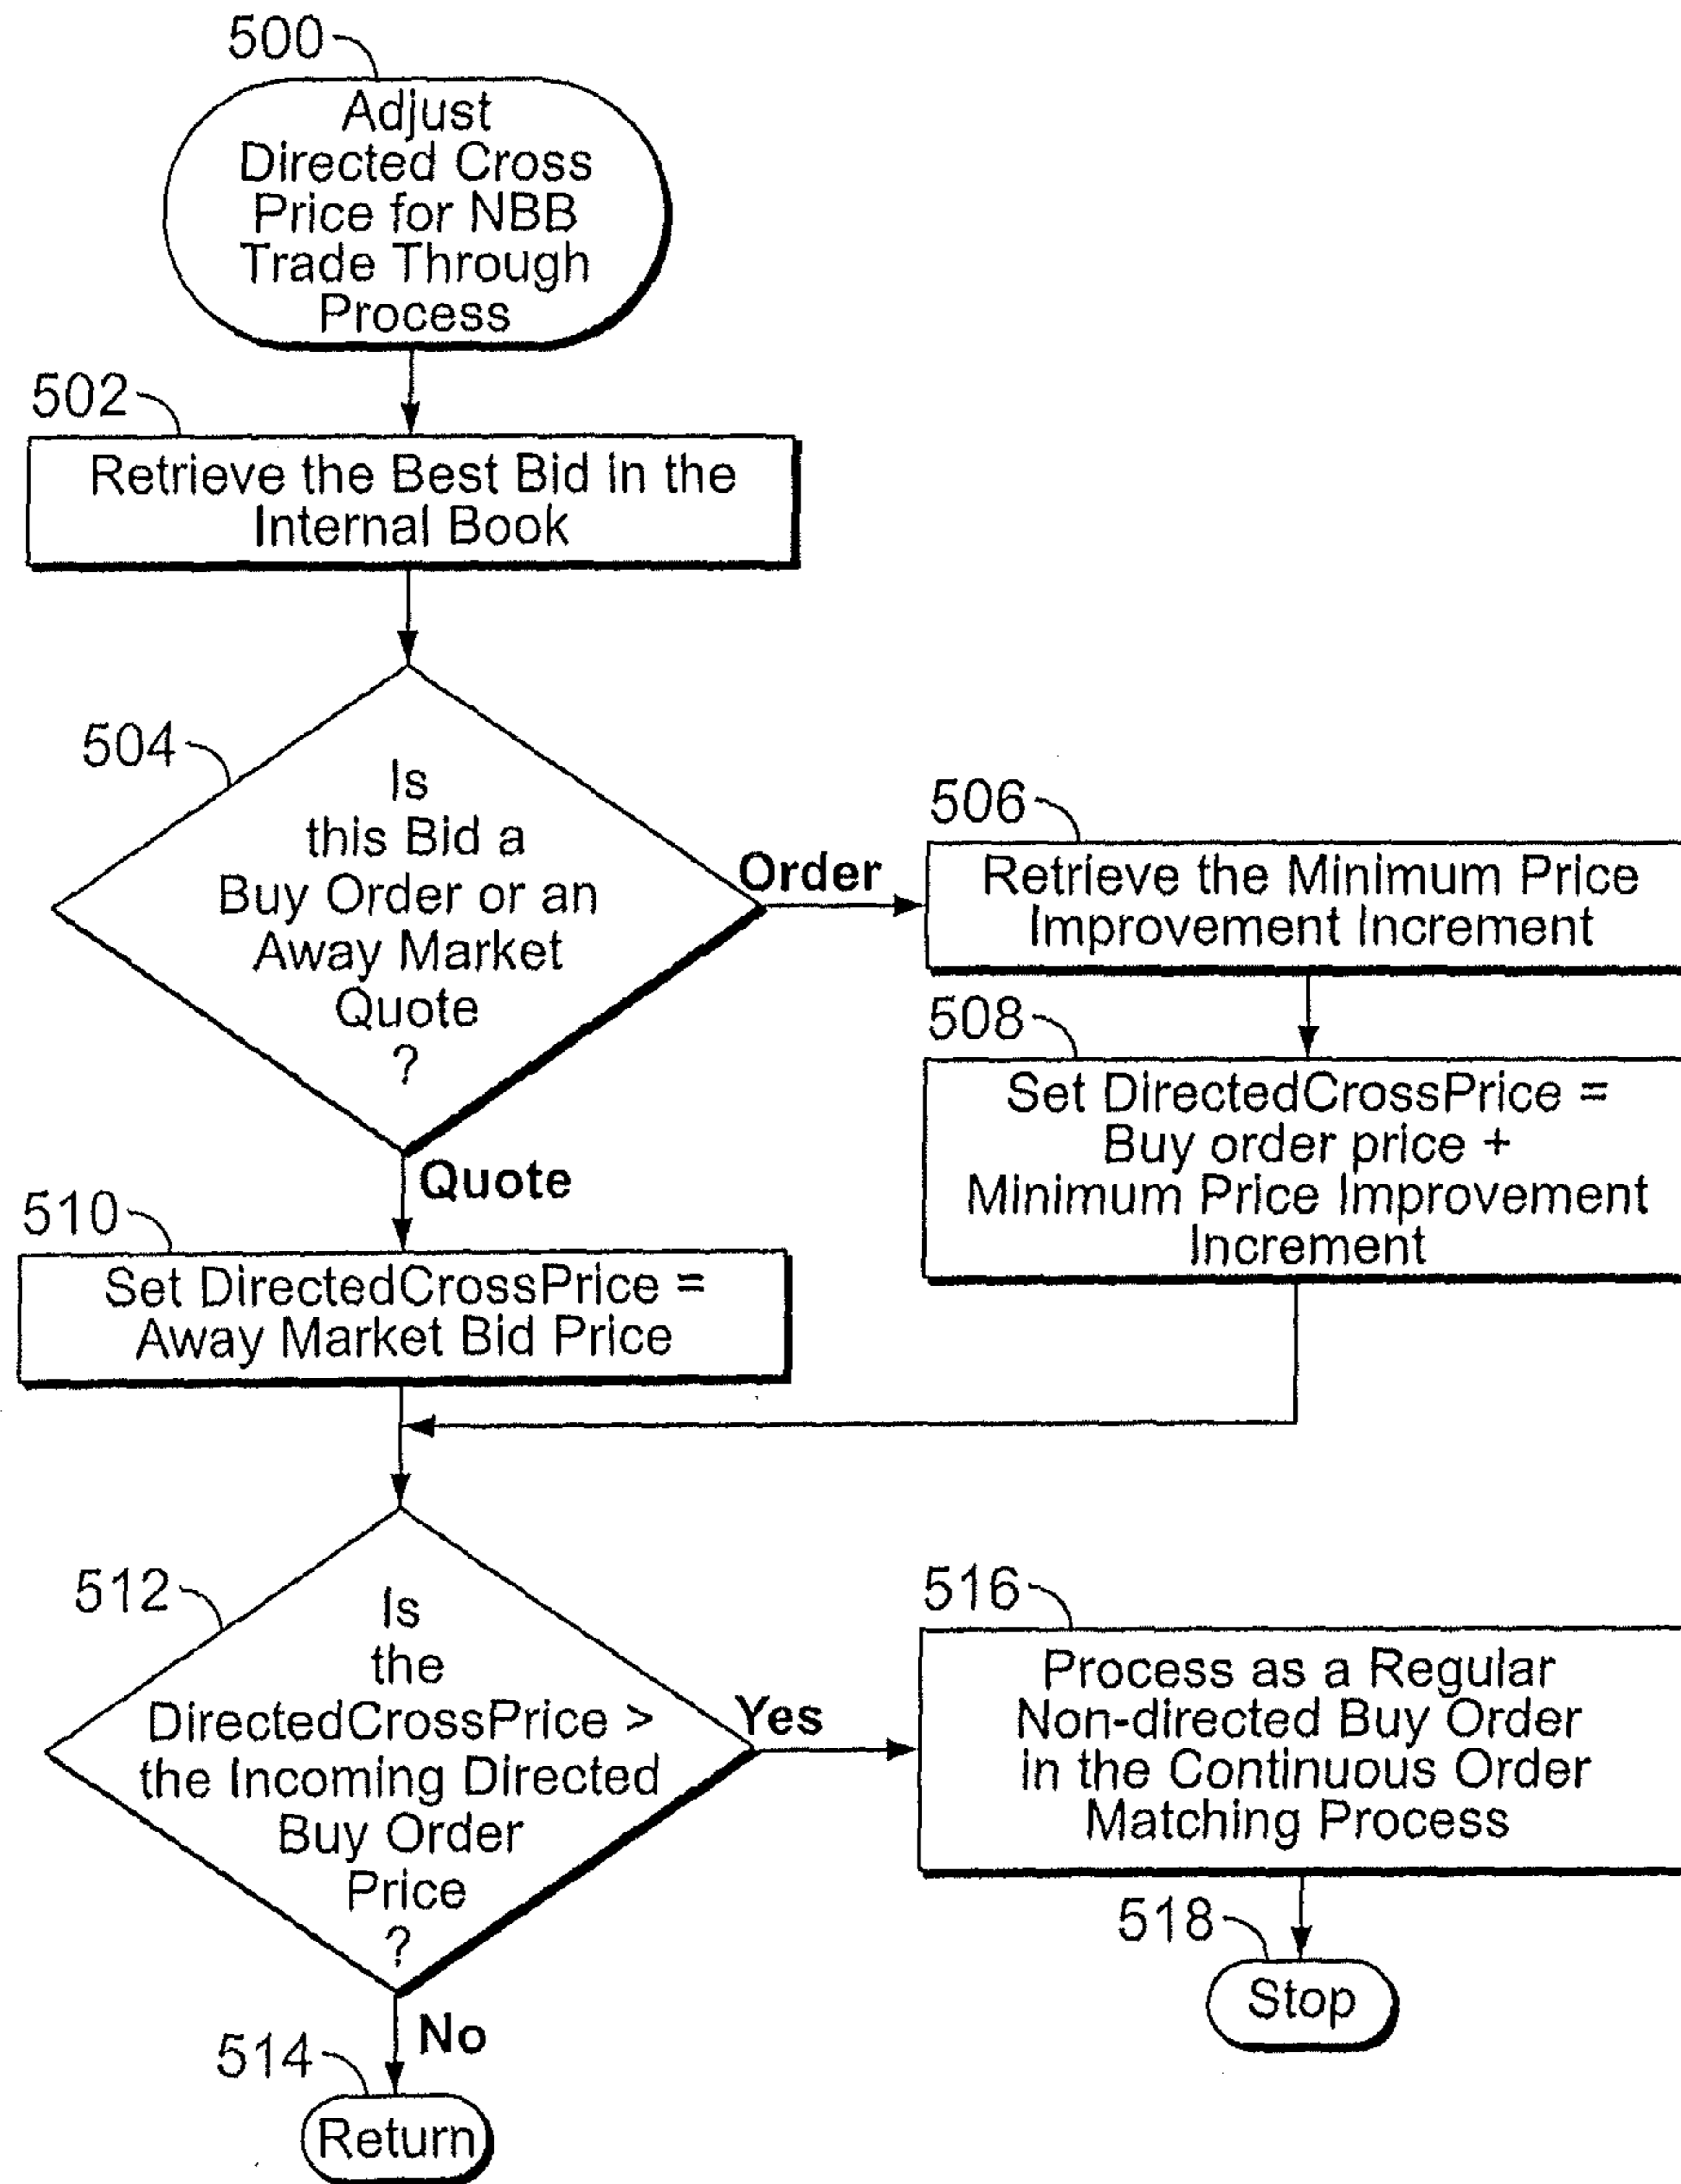 500
Adjust
Directed Cross
Price for NBB
Trade Through
Process
502
Retrieve the Best Bid in the
Internal Book
504
Is
this Bid a
Buy Order or an
Away Market
Quote
?
Order
506
Retrieve the Minimum Price
Improvement Increment
508
Set DirectedCrossPrice =
Buy order price +
Minimum Price Improvement
Increment
Quote
510
Set DirectedCrossPrice =
Away Market Bid Price
512
Is
the
DirectedCrossPrice >
the Incoming Directed
Buy Order
Price
?
Yes
516
Process as a Regular
Non-directed Buy Order
in the Continuous Order
Matching Process
518
Stop
No
514
Return